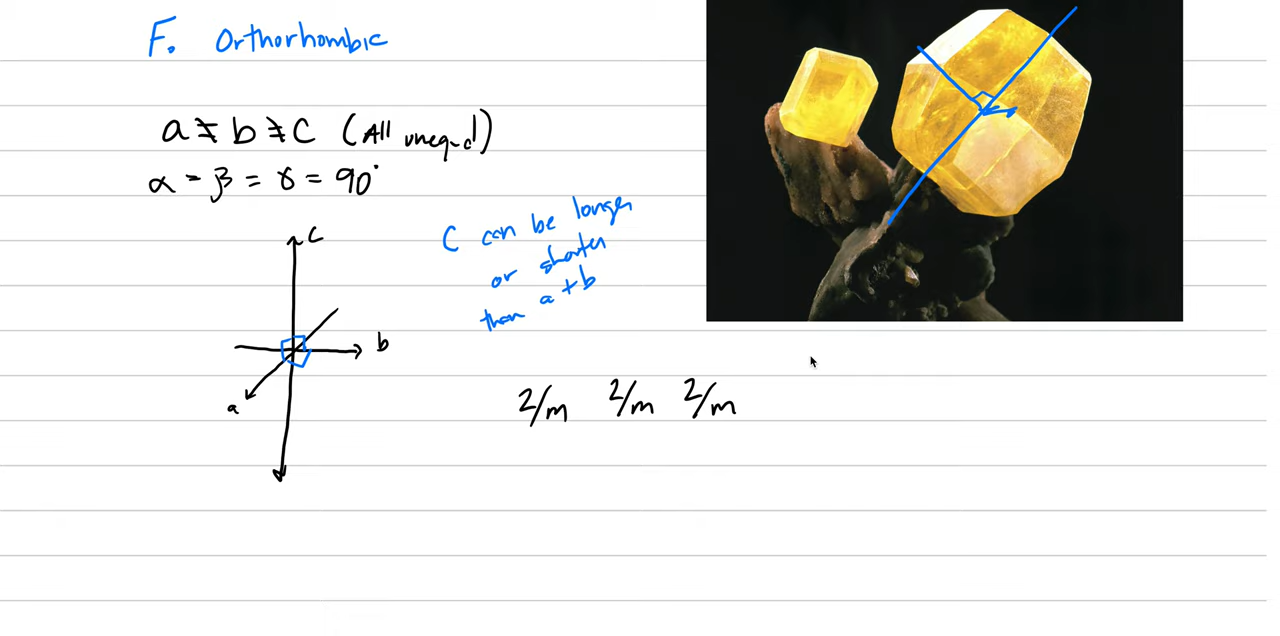 F. Orthorhombic
a ≠ b ≠ c (All unequal)
α = β = γ = 90°
c
b
a
C can be longer
or shorter
than a + b
2/m 2/m 2/m